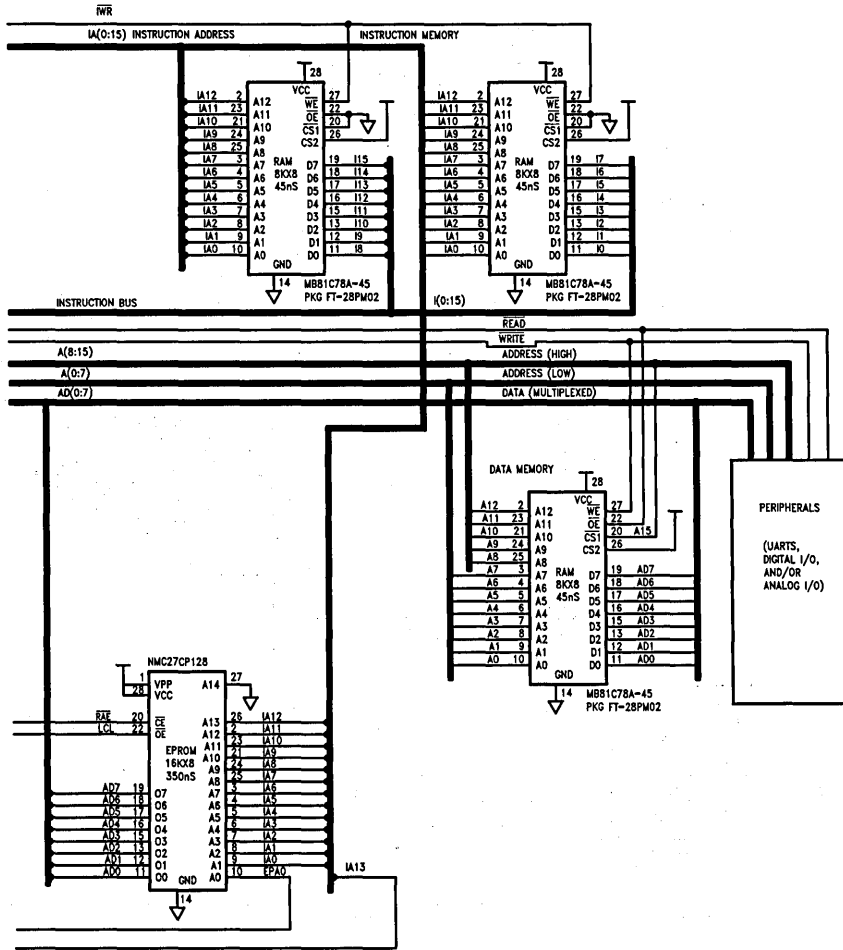 IWR
IA(0:15) INSTRUCTION ADDRESS
INSTRUCTION MEMORY
28
VCC
IA12 2 A12
IA11 23 A11
IA10 21 A10
IA9 24 A9
IA8 25 A8
IA7 3 A7
IA6 4 A6
IA5 5 A5
IA4 6 A4
IA3 7 A3
IA2 8 A2
IA1 9 A1
IA0 10 A0
RAM
8KX8
45nS
WE 27
OE 22
CS1 20
CS2 26
D7 19 I15
D6 18 I14
D5 17 I13
D4 16 I12
D3 15 I11
D2 13 I10
D1 12 I9
D0 11 I8
GND
14
MB81C78A-45
PKG FT-28PM02
28
VCC
IA12 2 A12
IA11 23 A11
IA10 21 A10
IA9 24 A9
IA8 25 A8
IA7 3 A7
IA6 4 A6
IA5 5 A5
IA4 6 A4
IA3 7 A3
IA2 8 A2
IA1 9 A1
IA0 10 A0
RAM
8KX8
45nS
WE 27
OE 22
CS1 20
CS2 26
D7 19 I7
D6 18 I6
D5 17 I5
D4 16 I4
D3 15 I3
D2 13 I2
D1 12 I1
D0 11 I0
GND
14
MB81C78A-45
PKG FT-28PM02
INSTRUCTION BUS
I(0:15)
READ
WRITE
A(8:15)
ADDRESS (HIGH)
A(0:7)
ADDRESS (LOW)
AD(0:7)
DATA (MULTIPLEXED)
DATA MEMORY
28
VCC
A12 2 A12
A11 23 A11
A10 21 A10
A9 24 A9
A8 25 A8
A7 3 A7
A6 4 A6
A5 5 A5
A4 6 A4
A3 7 A3
A2 8 A2
A1 9 A1
A0 10 A0
RAM
8KX8
45nS
WE 27
OE 22
CS1 20 A15
CS2 26
D7 19 AD7
D6 18 AD6
D5 17 AD5
D4 16 AD4
D3 15 AD3
D2 13 AD2
D1 12 AD1
D0 11 AD0
GND
14
MB81C78A-45
PKG FT-28PM02
PERIPHERALS
(UARTS,
DIGITAL I/O,
AND/OR
ANALOG I/O)
NMC27CP128
1 VPP
28 VCC
RAE 20 CE
LCL 22 OE
EPROM
16KX8
350nS
AD7 19 O7
AD6 18 O6
AD5 17 O5
AD4 16 O4
AD3 15 O3
AD2 13 O2
AD1 12 O1
AD0 11 O0
A14 27
A13 26 IA12
A12 2 IA11
A11 23 IA10
A10 21 IA9
A9 24 IA8
A8 25 IA7
A7 3 IA6
A6 4 IA5
A5 5 IA4
A4 6 IA3
A3 7 IA2
A2 8 IA1
A1 9 IA0
A0 10 EPA0
GND
14
IA13